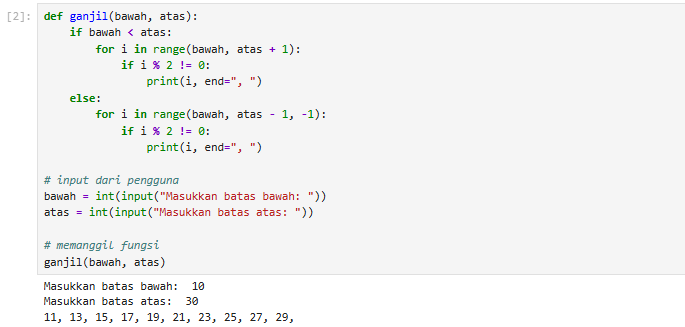 [2]: def ganjil(bawah, atas):
    if bawah < atas:
        for i in range(bawah, atas + 1):
            if i % 2 != 0:
                print(i, end=", ")
    else:
        for i in range(bawah, atas - 1, -1):
            if i % 2 != 0:
                print(i, end=", ")

# input dari pengguna
bawah = int(input("Masukkan batas bawah: "))
atas = int(input("Masukkan batas atas: "))

# memanggil fungsi
ganjil(bawah, atas)
Masukkan batas bawah:  10
Masukkan batas atas:  30
11, 13, 15, 17, 19, 21, 23, 25, 27, 29,